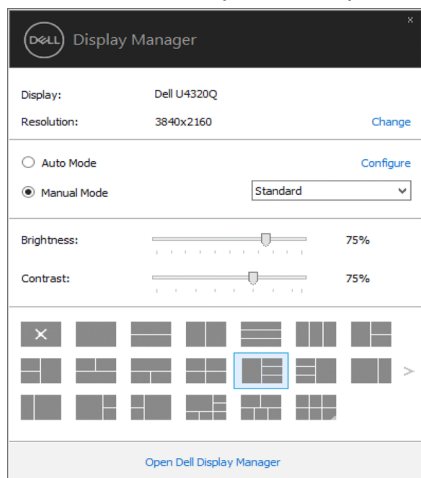 DELL Display Manager
Display: Dell U4320Q
Resolution: 3840x2160 Change
Auto Mode Configure
Manual Mode Standard
Brightness: 75%
Contrast: 75%
Open Dell Display Manager